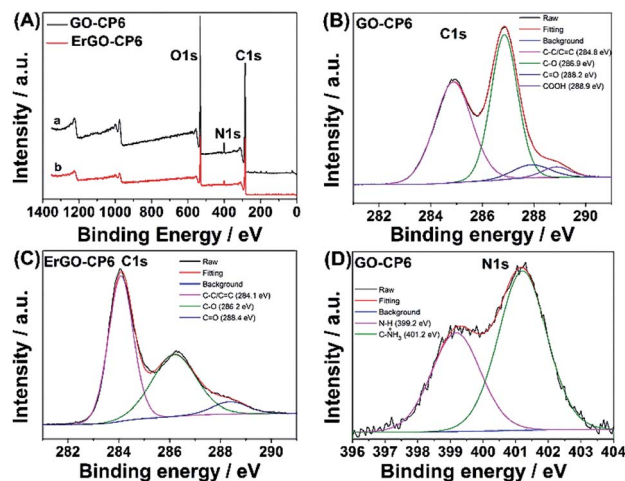 (A)
GO-CP6
ErGO-CP6
O1s
C1s
N1s
a
b
Intensity / a.u.
1400 1200 1000 800 600 400 200 0
Binding Energy / eV
(B)
GO-CP6
C1s
Raw
Fitting
Background
C-C/C=C (284.8 eV)
C-O (286.9 eV)
C=O (288.2 eV)
COOH (288.9 eV)
Intensity / a.u.
282 284 286 288 290
Binding energy / eV
(C)
ErGO-CP6 C1s
Raw
Fitting
Background
C-C/C=C (284.1 eV)
C-O (286.2 eV)
C=O (288.4 eV)
Intensity / a.u.
282 284 286 288 290
Binding energy / eV
(D)
GO-CP6
N1s
Raw
Fitting
Background
N-H (399.2 eV)
C-NH3 (401.2 eV)
Intensity / a.u.
396 397 398 399 400 401 402 403 404
Binding energy / eV